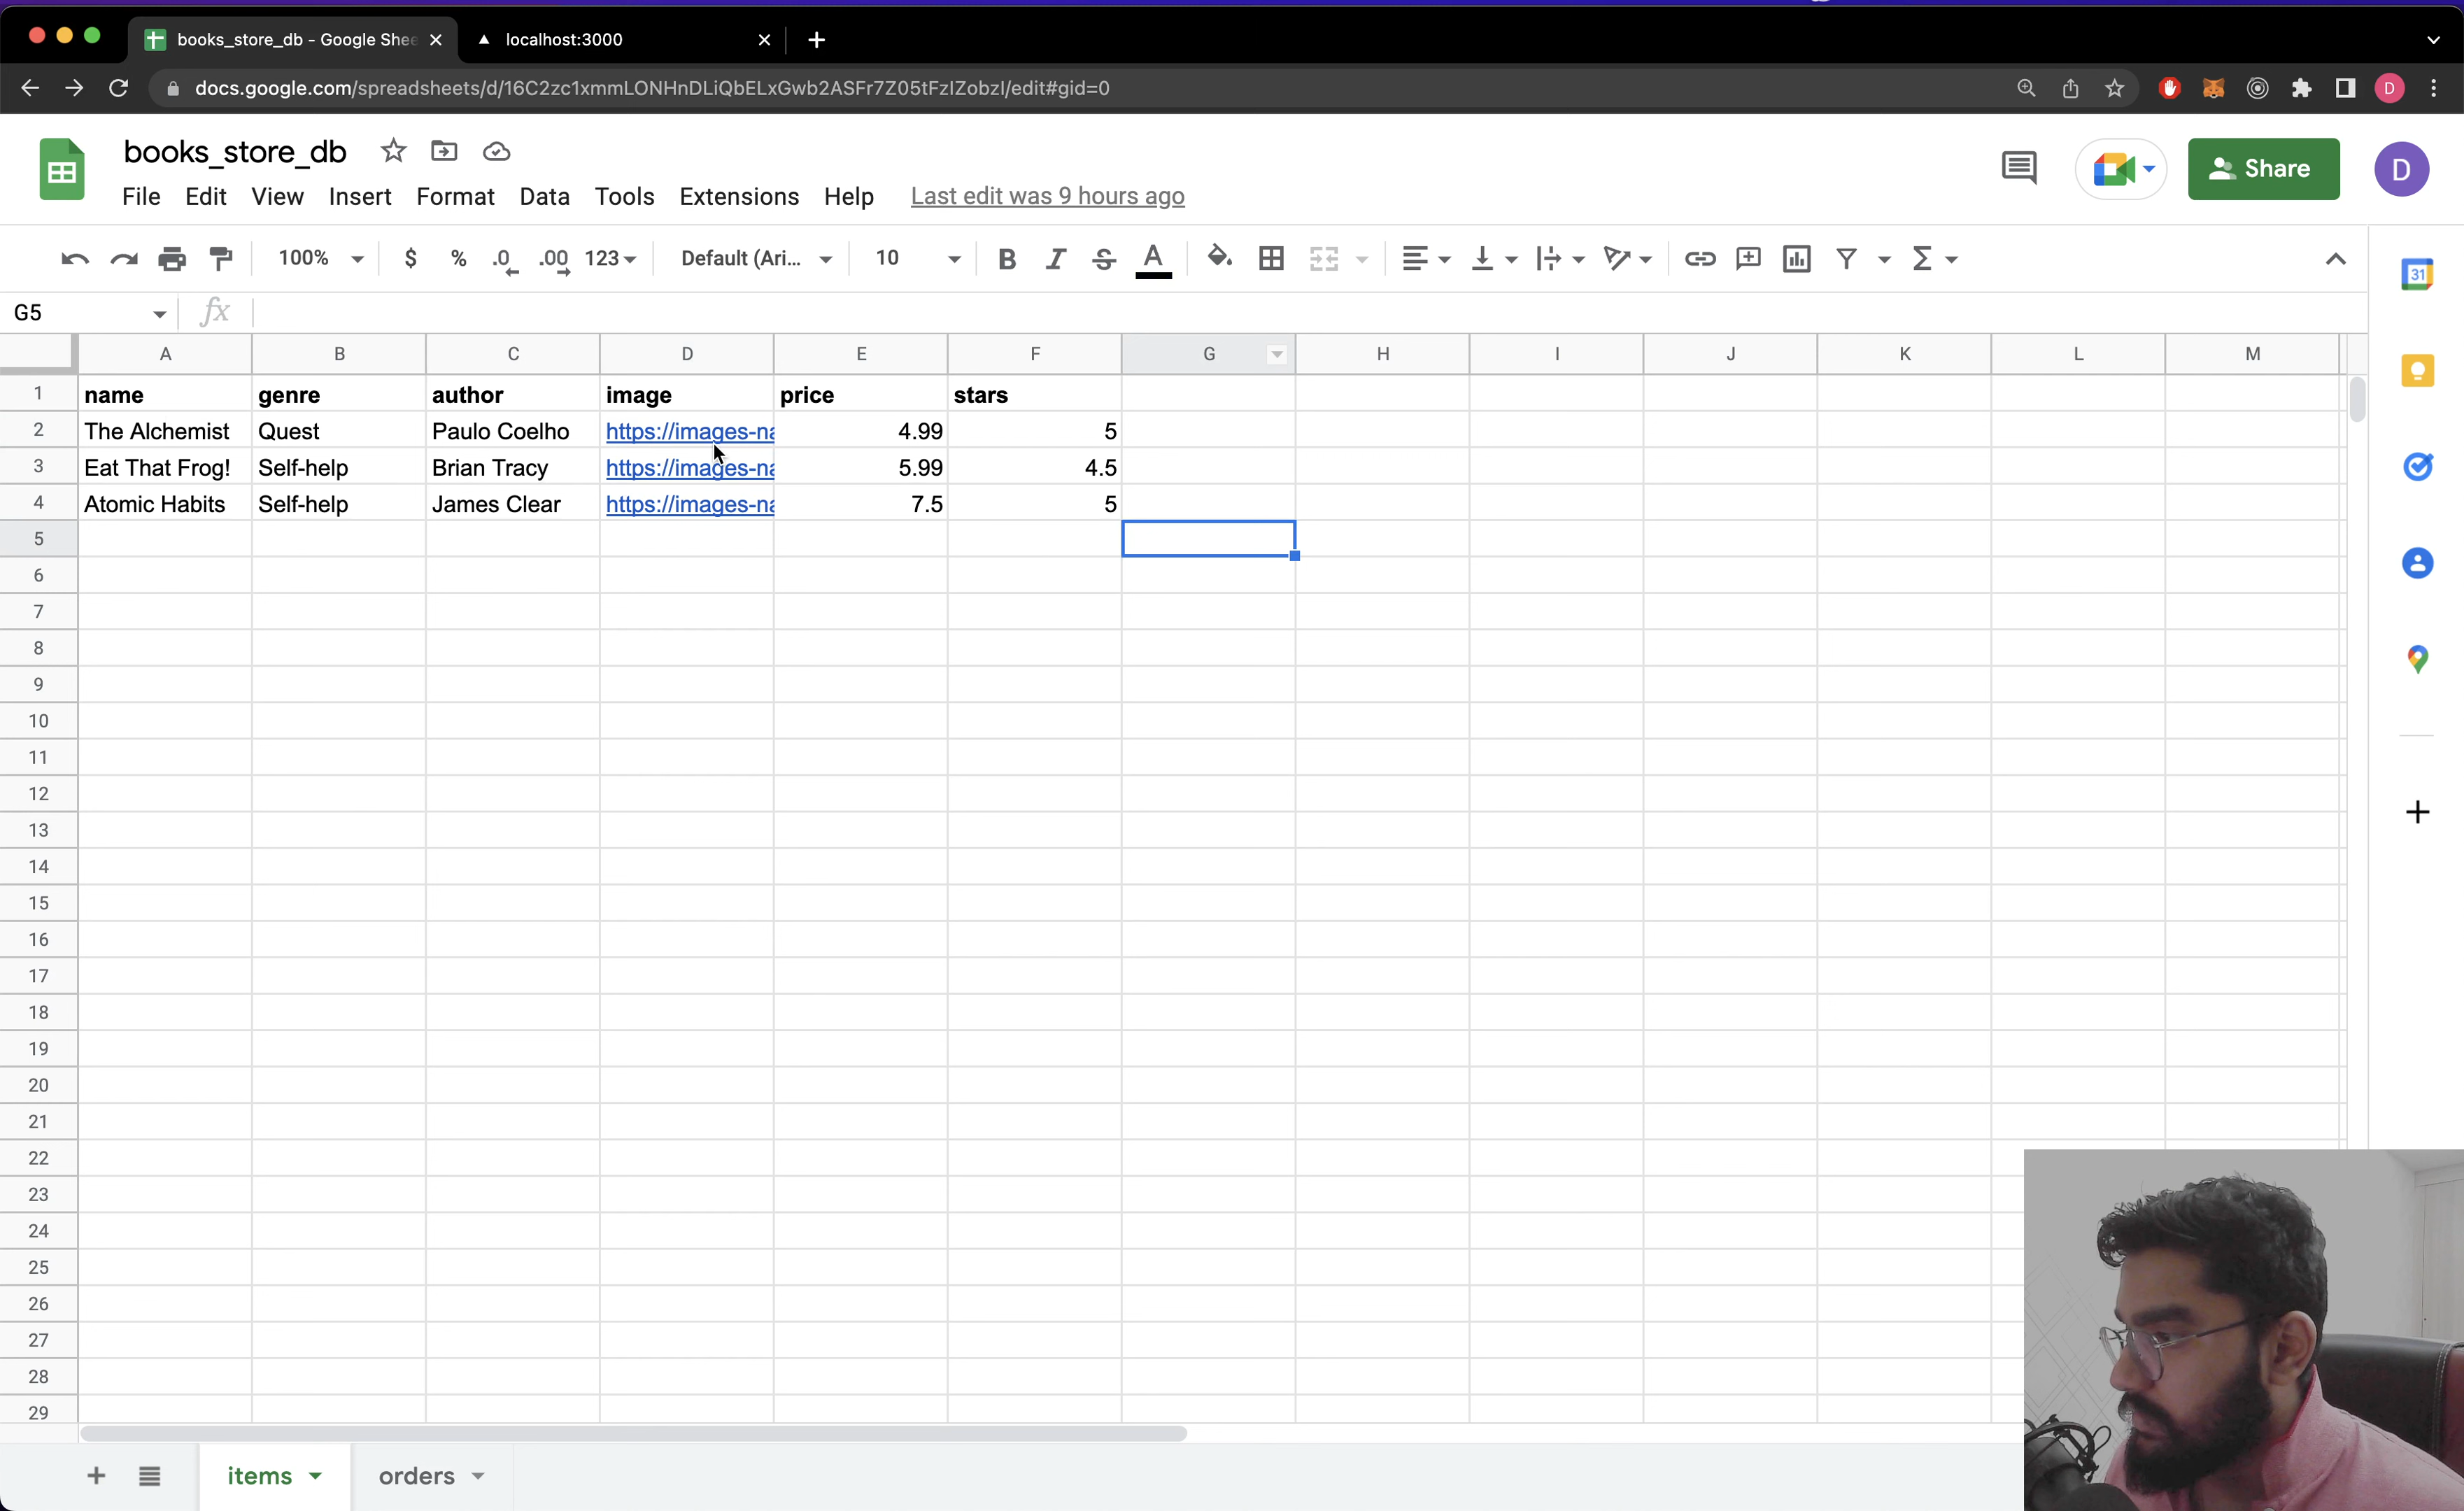 books_store_db - Google Shee
localhost:3000
docs.google.com/spreadsheets/d/16C2zc1xmmLONHnDLiQbELxGwb2ASFr7Z05tFzIZobzI/edit#gid=0
D
books_store_db
Share
D
File Edit View Insert Format Data Tools Extensions Help Last edit was 9 hours ago
100% $ % .0 .00 123 Default (Ari... 10 B I S A
31
G5 fx
A B C D E F G H I J K L M
1 name genre author image price stars
2 The Alchemist Quest Paulo Coelho https://images-na 4.99 5
3 Eat That Frog! Self-help Brian Tracy https://images-na 5.99 4.5
4 Atomic Habits Self-help James Clear https://images-na 7.5 5
5
6
7
8
9
10
11
12
13
14
15
16
17
18
19
20
21
22
23
24
25
26
27
28
29
items orders